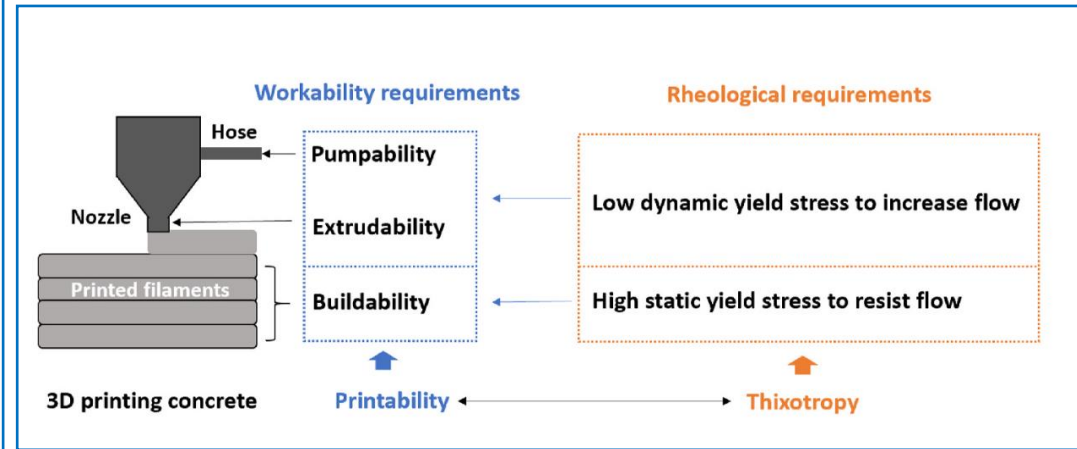 Workability requirements
Rheological requirements
Hose
Pumpability
Nozzle
Extrudability
Low dynamic yield stress to increase flow
Printed filaments
Buildability
High static yield stress to resist flow
3D printing concrete
Printability
Thixotropy